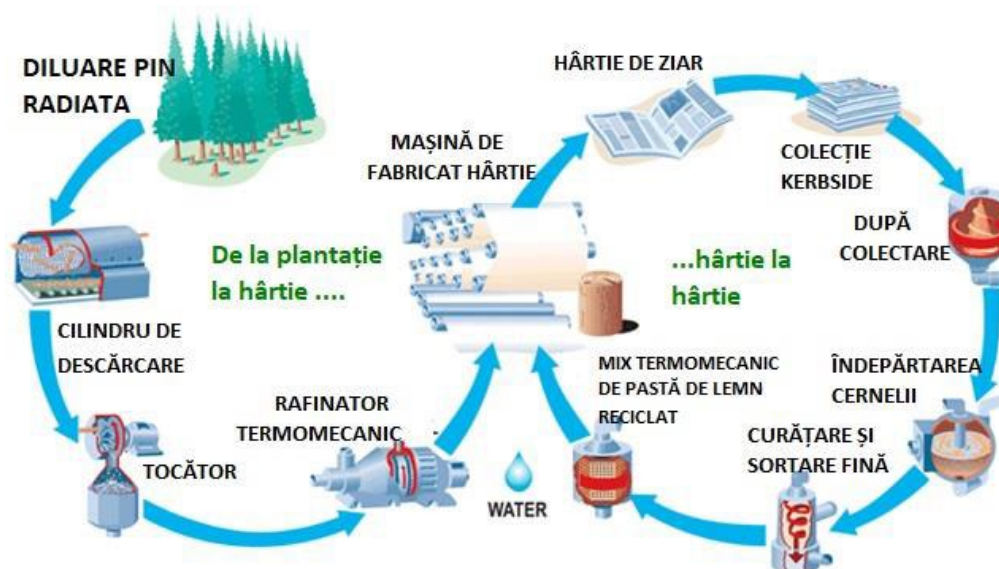 DILUARE PIN
RADIATA
CILINDRU DE
DESCĂRCARE
TOCĂTOR
RAFINATOR
TERMOMECANIC
De la plantație
la hârtie ....
MAȘINĂ DE
FABRICAT HÂRTIE
WATER
HÂRTIE DE ZIAR
COLECȚIE
KERBSIDE
DUPĂ
COLECTARE
...hârtie la
hârtie
ÎNDEPĂRTAREA
CERNELII
CURĂȚARE ȘI
SORTARE FINĂ
MIX TERMOMECANIC
DE PASTĂ DE LEMN
RECICLAT